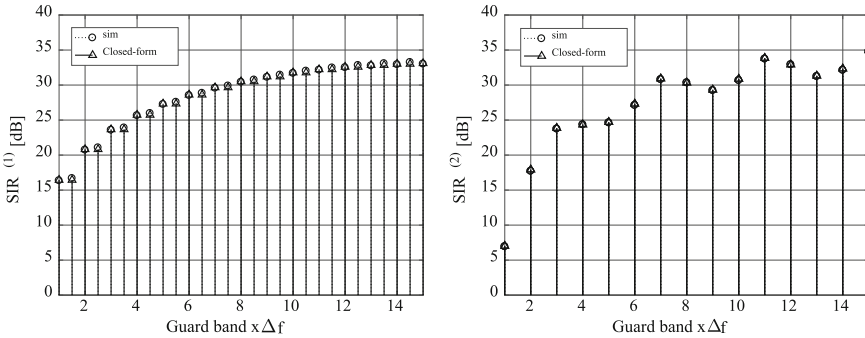 40
35
30
25
20
15
10
5
0
SIR (1) [dB]
sim
Closed-form
2 4 6 8 10 12 14
Guard band x Δf
40
35
30
25
20
15
10
5
0
SIR (2) [dB]
sim
Closed-form
2 4 6 8 10 12 14
Guard band x Δf